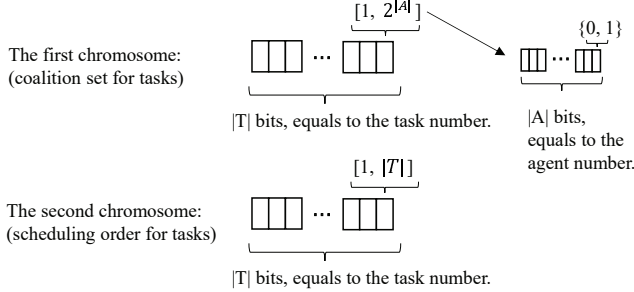 [1, 2^|A| ]
{0, 1}
The first chromosome:
(coalition set for tasks)
...
...
|T| bits, equals to the task number.
|A| bits,
equals to the
agent number.
[1, |T| ]
The second chromosome:
(scheduling order for tasks)
...
|T| bits, equals to the task number.